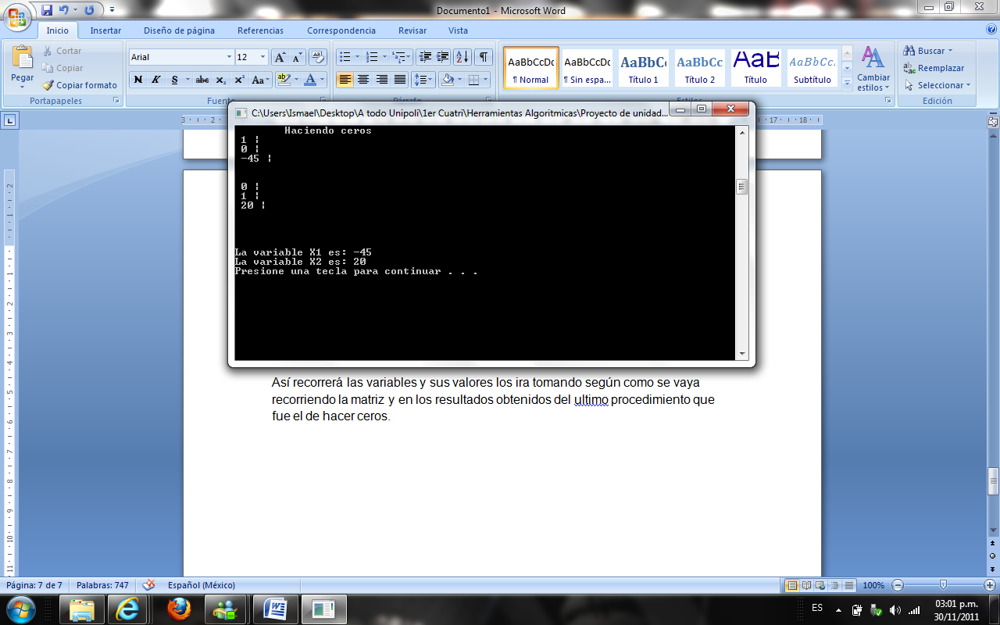 Documento1 - Microsoft Word
Inicio Insertar Diseño de página Referencias Correspondencia Revisar Vista
Pegar
Cortar
Copiar
Copiar formato
Portapapeles
Arial 12
N K S abc x₂ x² Aa
Fuente
Párrafo
AaBbCcDc AaBbCcDc AaBbCc AaBbCc AaB AaBbCc.
¶ Normal ¶ Sin espa... Título 1 Título 2 Título Subtítulo
Cambiar estilos
Estilos
Buscar
Reemplazar
Seleccionar
Edición
C:\Users\Ismael\Desktop\A todo Unipoli\1er Cuatri\Herramientas Algoritmicas\Proyecto de unidad...
Haciendo ceros
1 ¦
0 ¦
-45 ¦
0 ¦
1 ¦
20 ¦
La variable X1 es: -45
La variable X2 es: 20
Presione una tecla para continuar . . .
Así recorrerá las variables y sus valores los ira tomando según como se vaya
recorriendo la matriz y en los resultados obtenidos del ultimo procedimiento que
fue el de hacer ceros.
Página: 7 de 7 Palabras: 747 Español (México) 100%
ES 03:01 p.m.
30/11/2011